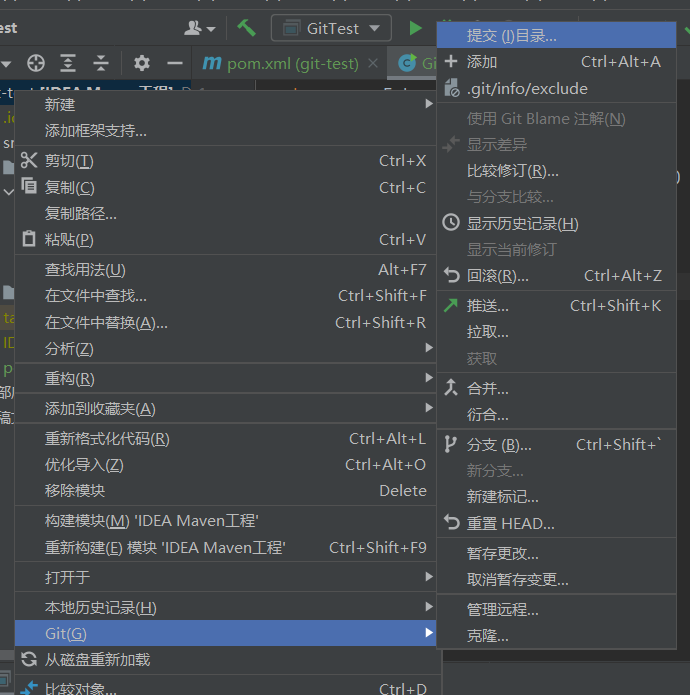 GitTest
pom.xml (git-test)
新建
添加框架支持...
剪切(T) Ctrl+X
复制(C) Ctrl+C
复制路径...
粘贴(P) Ctrl+V
查找用法(U) Alt+F7
在文件中查找... Ctrl+Shift+F
在文件中替换(A)... Ctrl+Shift+R
分析(Z)
重构(R)
添加到收藏夹(A)
重新格式化代码(R) Ctrl+Alt+L
优化导入(Z) Ctrl+Alt+O
移除模块 Delete
构建模块(M) 'IDEA Maven工程'
重新构建(E) 模块 'IDEA Maven工程' Ctrl+Shift+F9
打开于
本地历史记录(H)
Git(G)
从磁盘重新加载
比较对象... Ctrl+D
提交 (I)目录...
添加 Ctrl+Alt+A
.git/info/exclude
使用 Git Blame 注解(N)
显示差异
比较修订(R)...
与分支比较...
显示历史记录(H)
显示当前修订
回滚(R)... Ctrl+Alt+Z
推送... Ctrl+Shift+K
拉取...
获取
合并...
衍合...
分支 (B)... Ctrl+Shift+`
新分支...
新建标记...
重置 HEAD...
暂存更改...
取消暂存变更...
管理远程...
克隆...